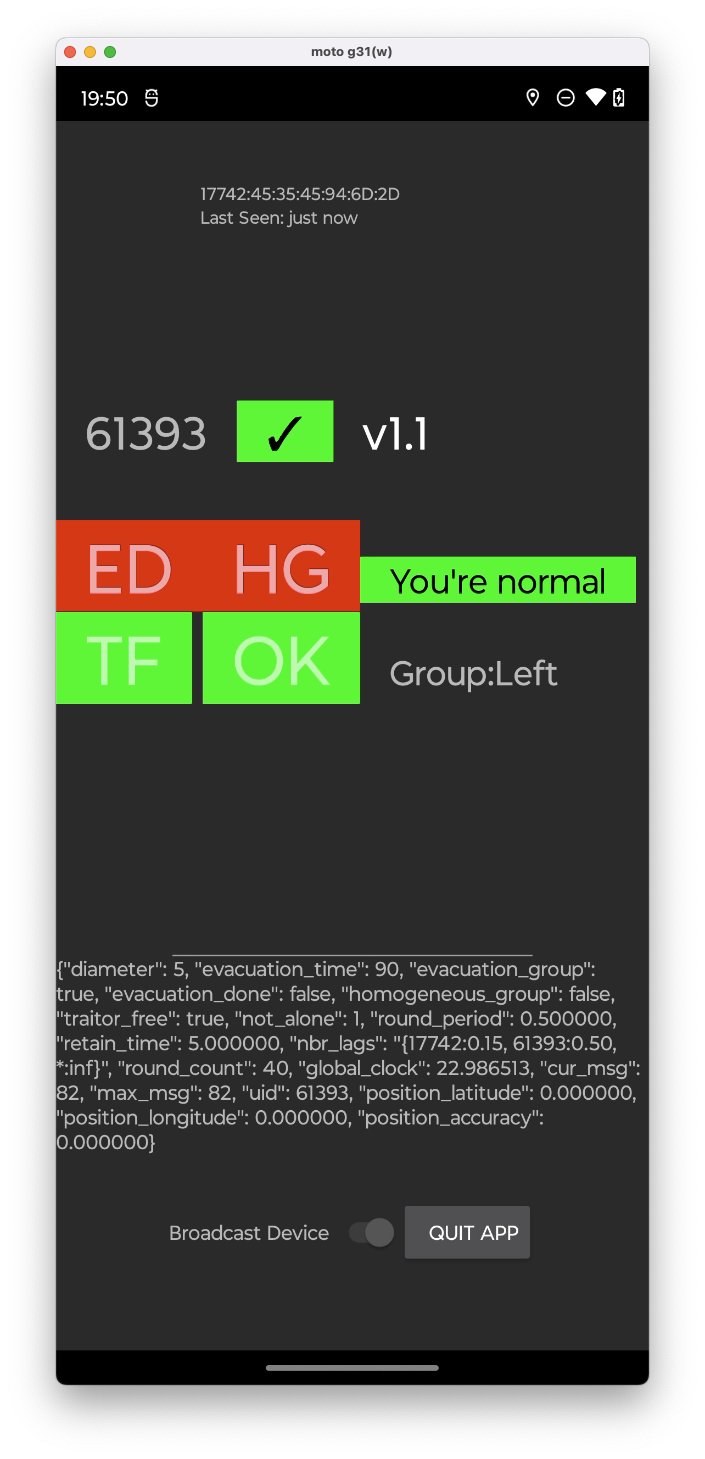 moto g31(w)
19:50
17742:45:35:45:94:6D:2D
Last Seen: just now
61393 ✓ v1.1
ED HG You're normal
TF OK Group:Left
{"diameter": 5, "evacuation_time": 90, "evacuation_group":
true, "evacuation_done": false, "homogeneous_group": false,
"traitor_free": true, "not_alone": 1, "round_period": 0.500000,
"retain_time": 5.000000, "nbr_lags": "{17742:0.15, 61393:0.50,
*:inf}", "round_count": 40, "global_clock": 22.986513, "cur_msg":
82, "max_msg": 82, "uid": 61393, "position_latitude": 0.000000,
"position_longitude": 0.000000, "position_accuracy":
0.000000}
Broadcast Device QUIT APP